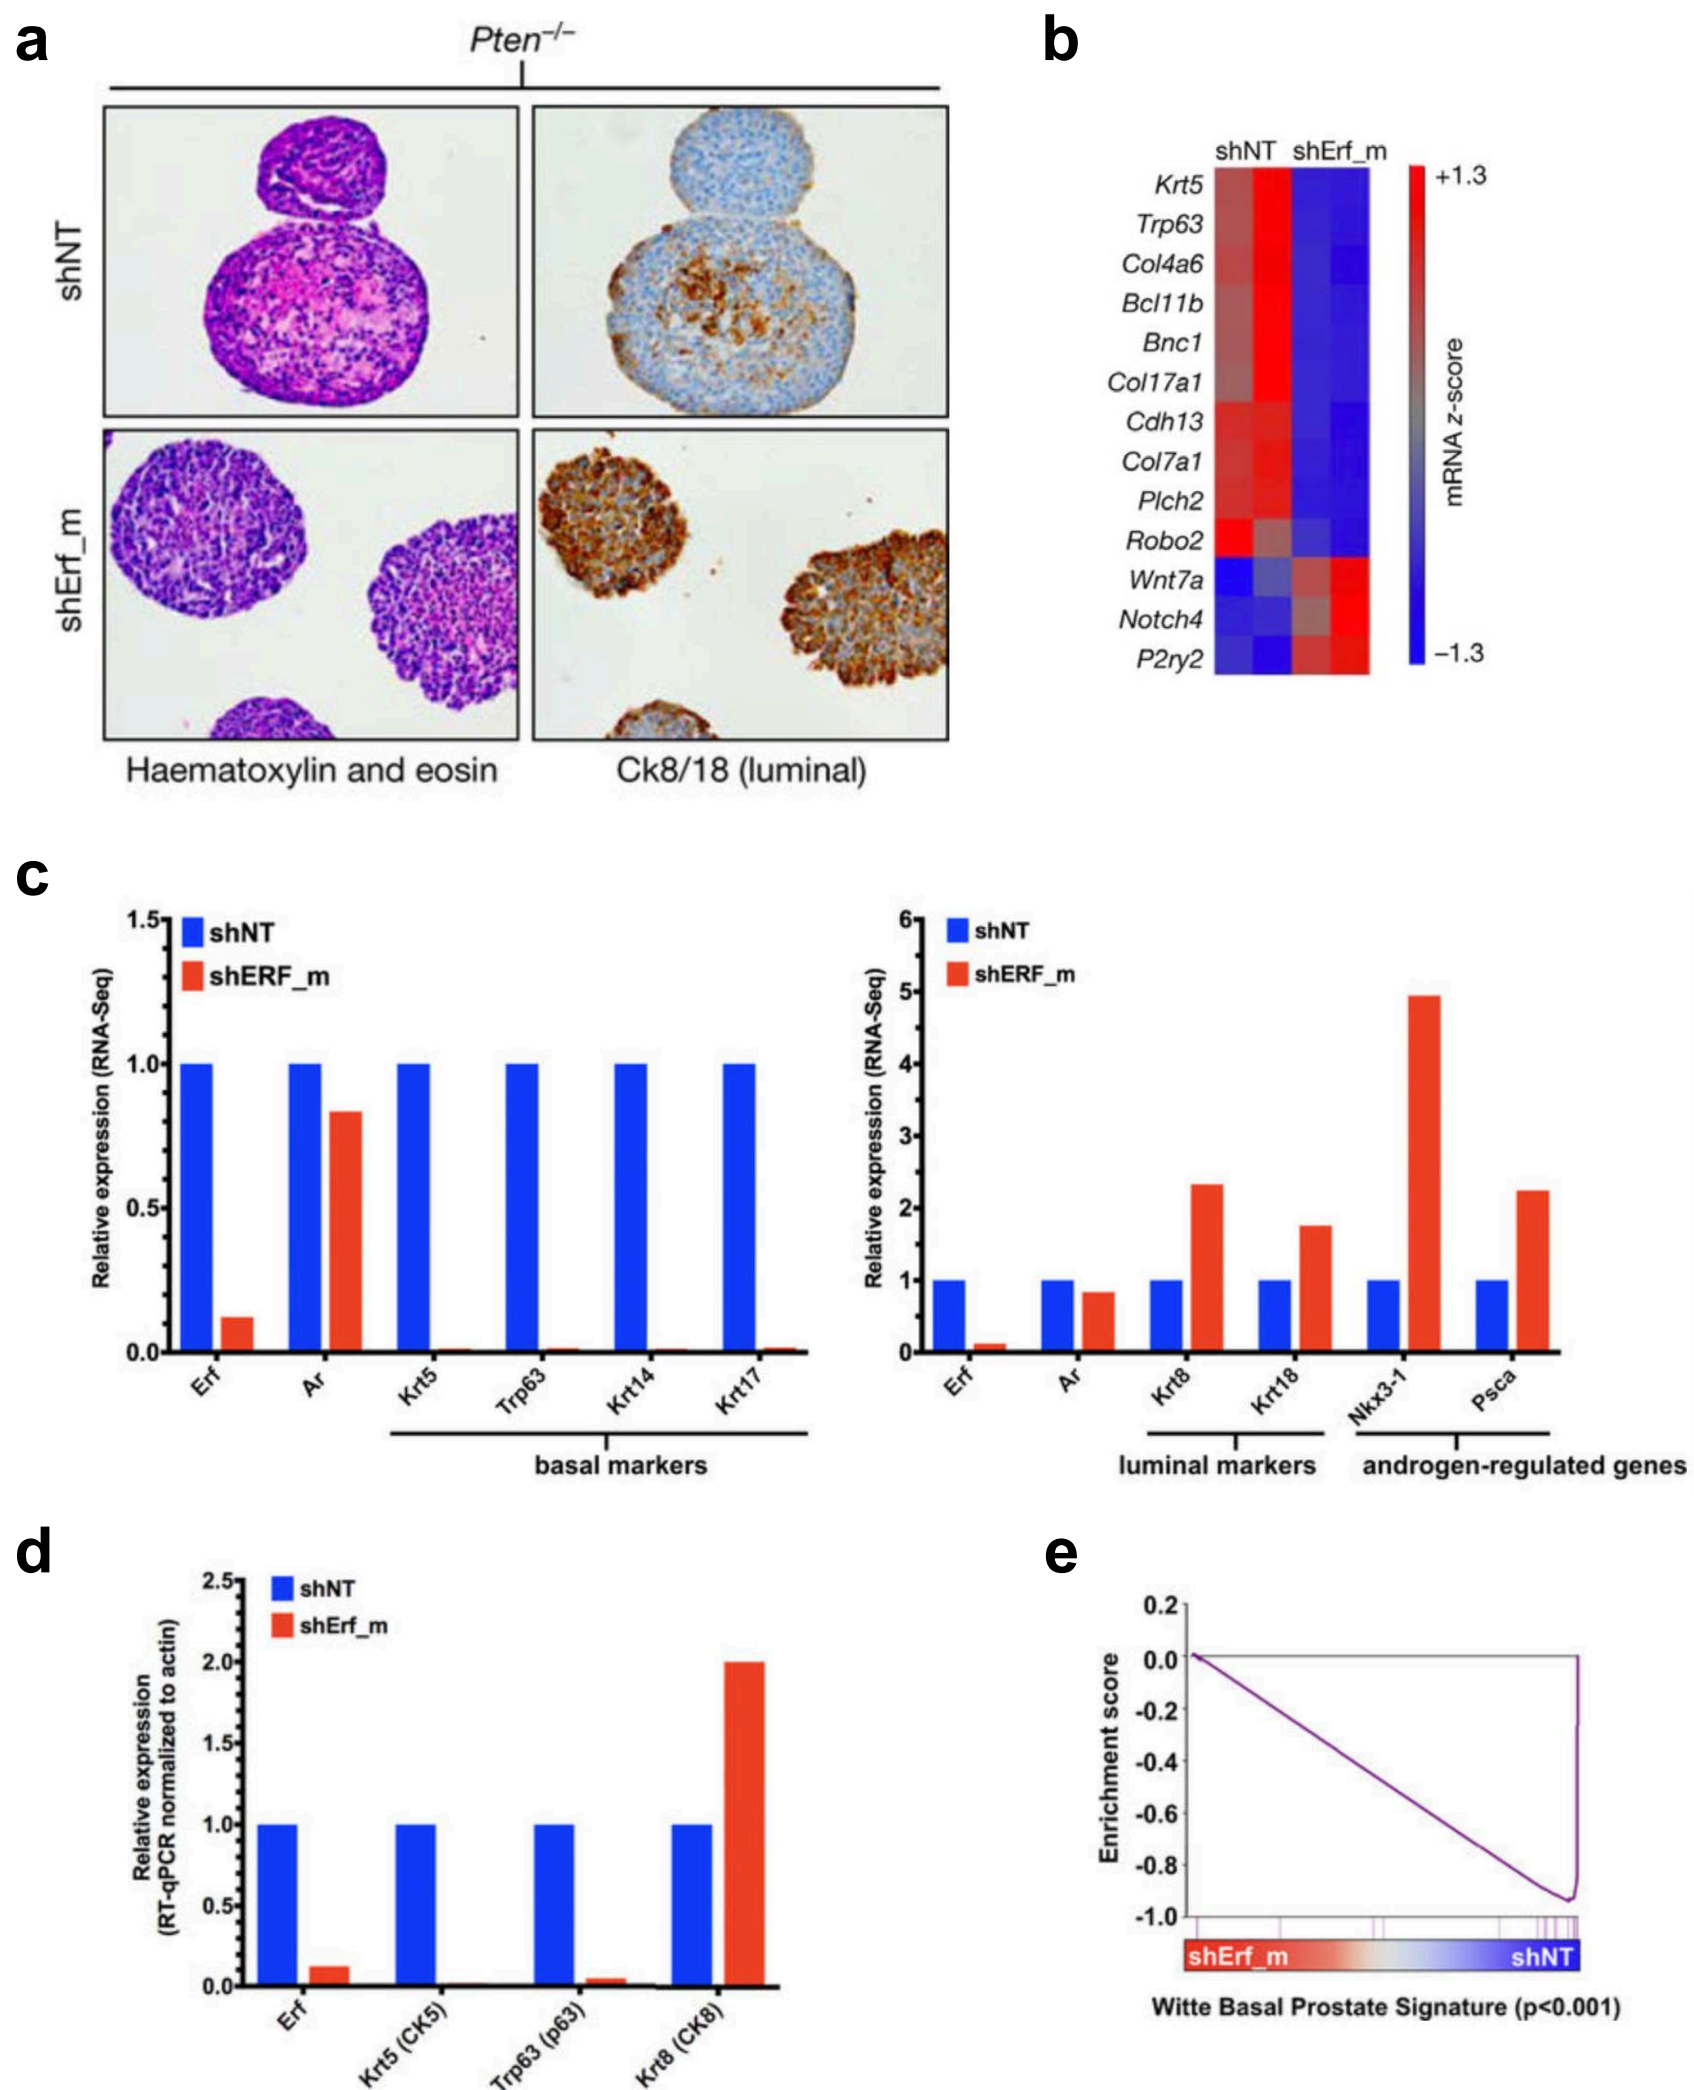 a
Pten–/–
shNT
shErf_m
Haematoxylin and eosin
Ck8/18 (luminal)
b
shNT shErf_m
Krt5
Trp63
Col4a6
Bcl11b
Bnc1
Col17a1
Cdh13
Col7a1
Plch2
Robo2
Wnt7a
Notch4
P2ry2
+1.3
mRNA z-score
–1.3
c
Relative expression (RNA-Seq)
1.5
1.0
0.5
0.0
shNT
shERF_m
Erf
Ar
Krt5
Trp63
Krt14
Krt17
basal markers
Relative expression (RNA-Seq)
6
5
4
3
2
1
0
shNT
shERF_m
Erf
Ar
Krt8
Krt18
Nkx3-1
Psca
luminal markers
androgen-regulated genes
d
Relative expression
(RT-qPCR normalized to actin)
2.5
2.0
1.5
1.0
0.5
0.0
shNT
shErf_m
Erf
Krt5 (CK5)
Trp63 (p63)
Krt8 (CK8)
e
Enrichment score
0.2
0.0
-0.2
-0.4
-0.6
-0.8
-1.0
shErf_m
shNT
Witte Basal Prostate Signature (p<0.001)